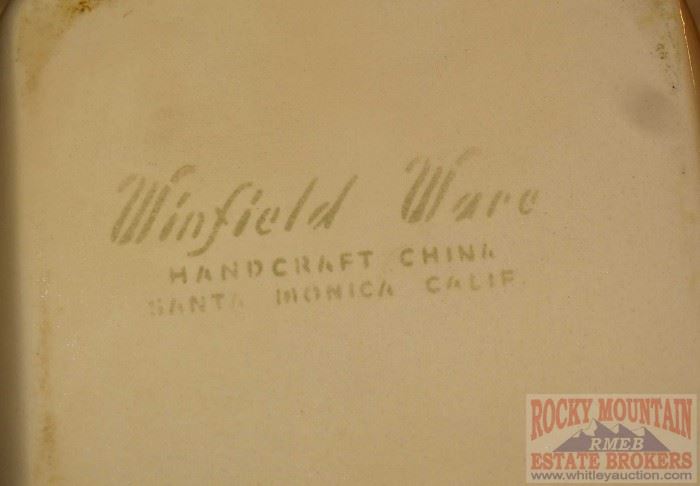 Winfield Ware
HANDCRAFT CHINA
SANTA MONICA CALIF.
ROCKY MOUNTAIN
RMEB
ESTATE BROKERS
www.whitleyauction.com